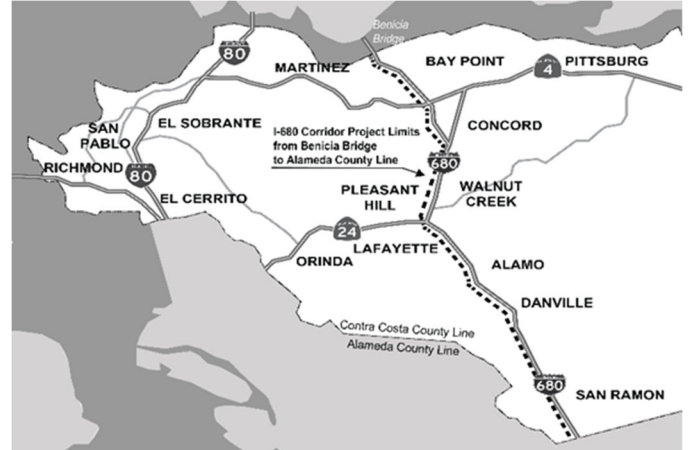 Benicia
Bridge
80
MARTINEZ
BAY POINT
4
PITTSBURG
SAN
PABLO
EL SOBRANTE
I-680 Corridor Project Limits
from Benicia Bridge
to Alameda County Line
CONCORD
680
RICHMOND
80
EL CERRITO
PLEASANT
HILL
WALNUT
CREEK
24
LAFAYETTE
ORINDA
ALAMO
DANVILLE
Contra Costa County Line
Alameda County Line
680
SAN RAMON